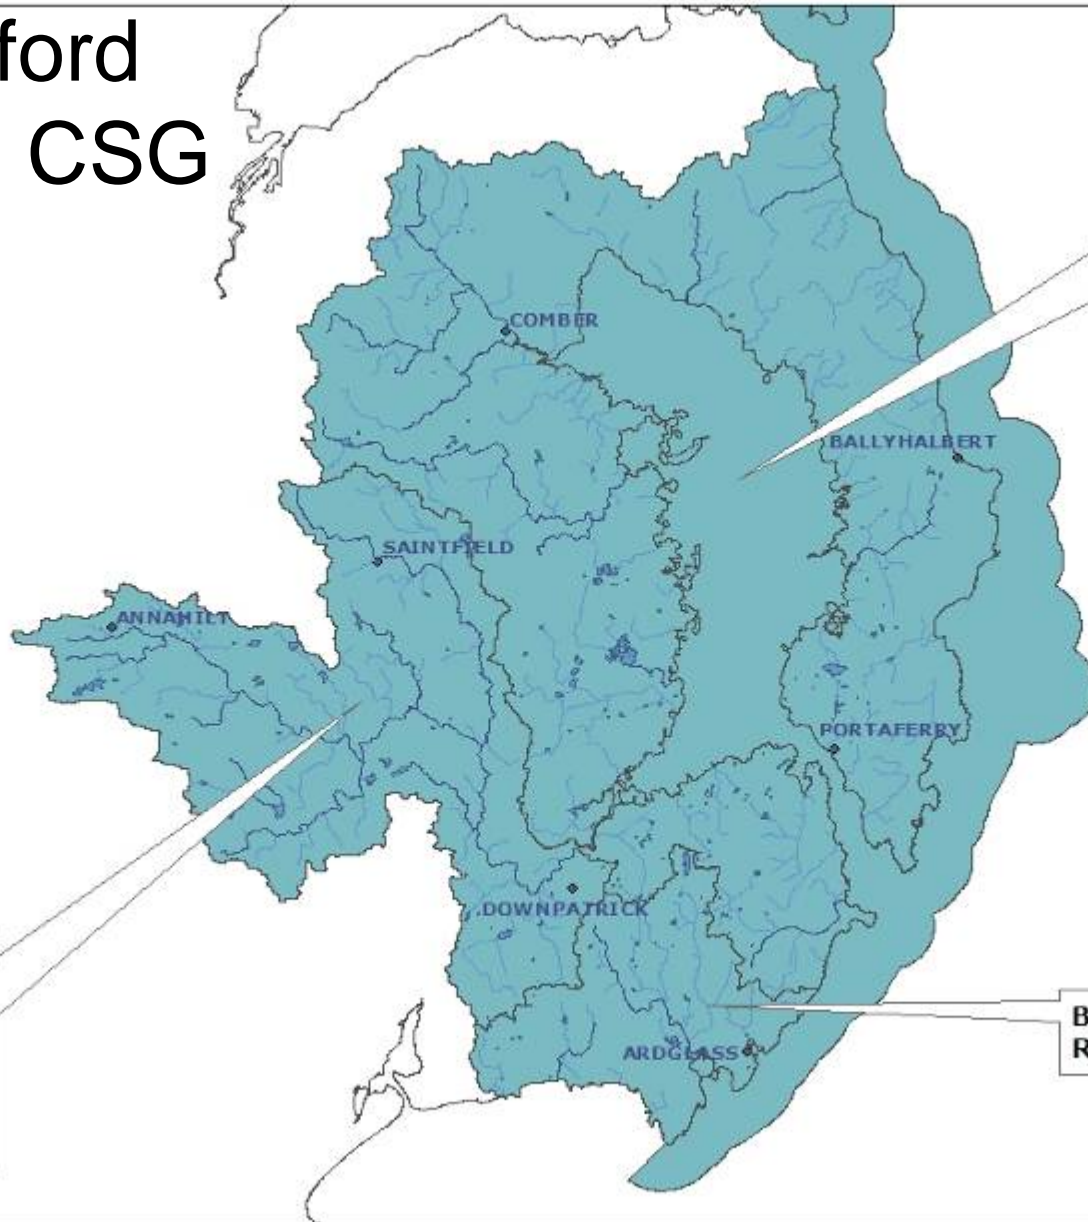 ford
CSG
COMBER
BALLYHALBERT
SAINTFIELD
ANNAHILT
PORTAFERRY
DOWNPATRICK
ARDGLASS
B
R